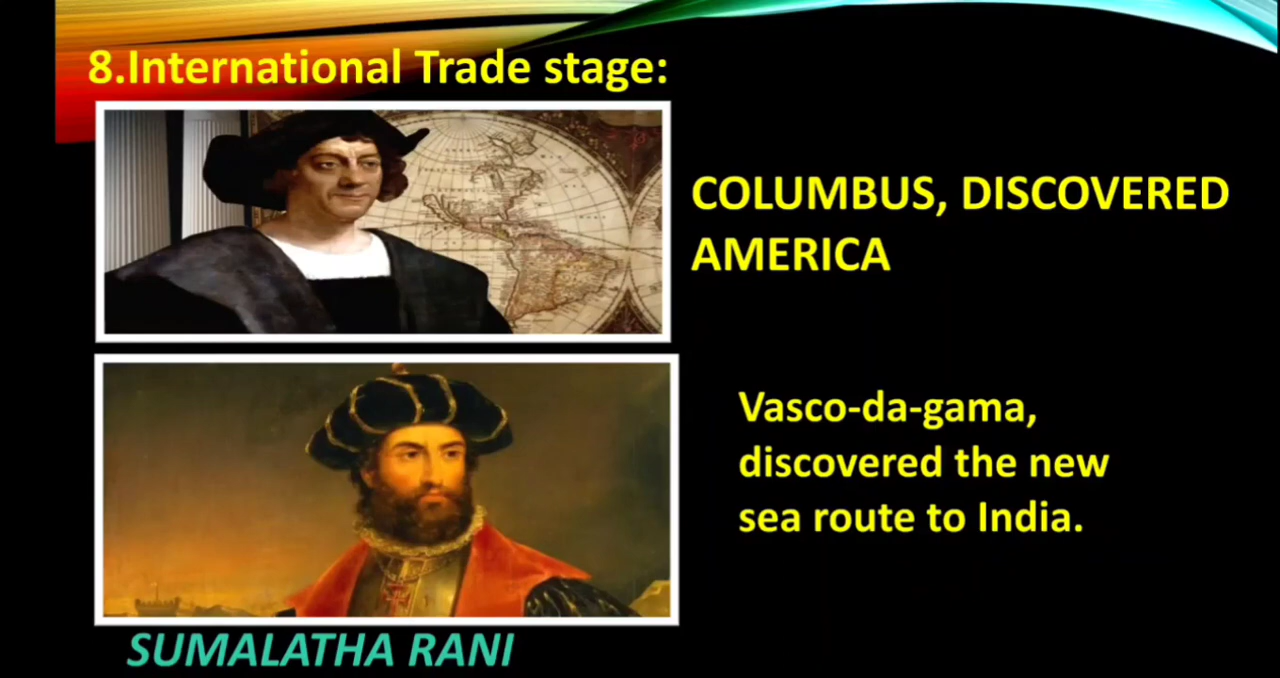 8.International Trade stage:
COLUMBUS, DISCOVERED
AMERICA
Vasco-da-gama,
discovered the new
sea route to India.
SUMALATHA RANI